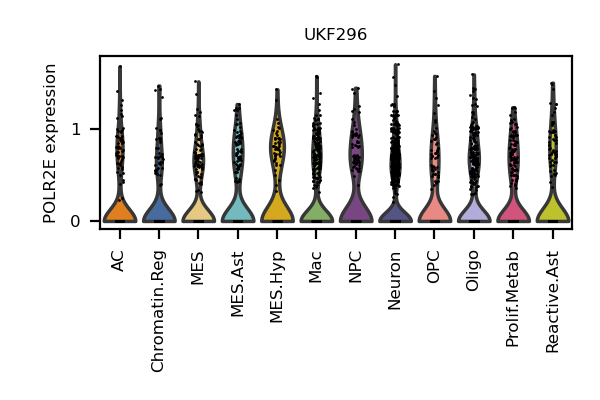 UKF296
POLR2E expression
1
0
AC
Chromatin.Reg
MES
MES.Ast
MES.Hyp
Mac
NPC
Neuron
OPC
Oligo
Prolif.Metab
Reactive.Ast